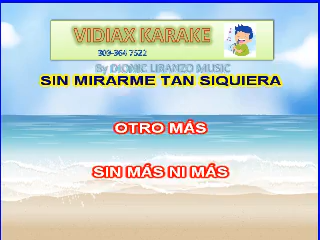 VIDIAX KARAKE
309-364 7522
By DIONIC LIRANZO MUSIC
SIN MIRARME TAN SIQUIERA
OTRO MÁS
SIN MÁS NI MÁS